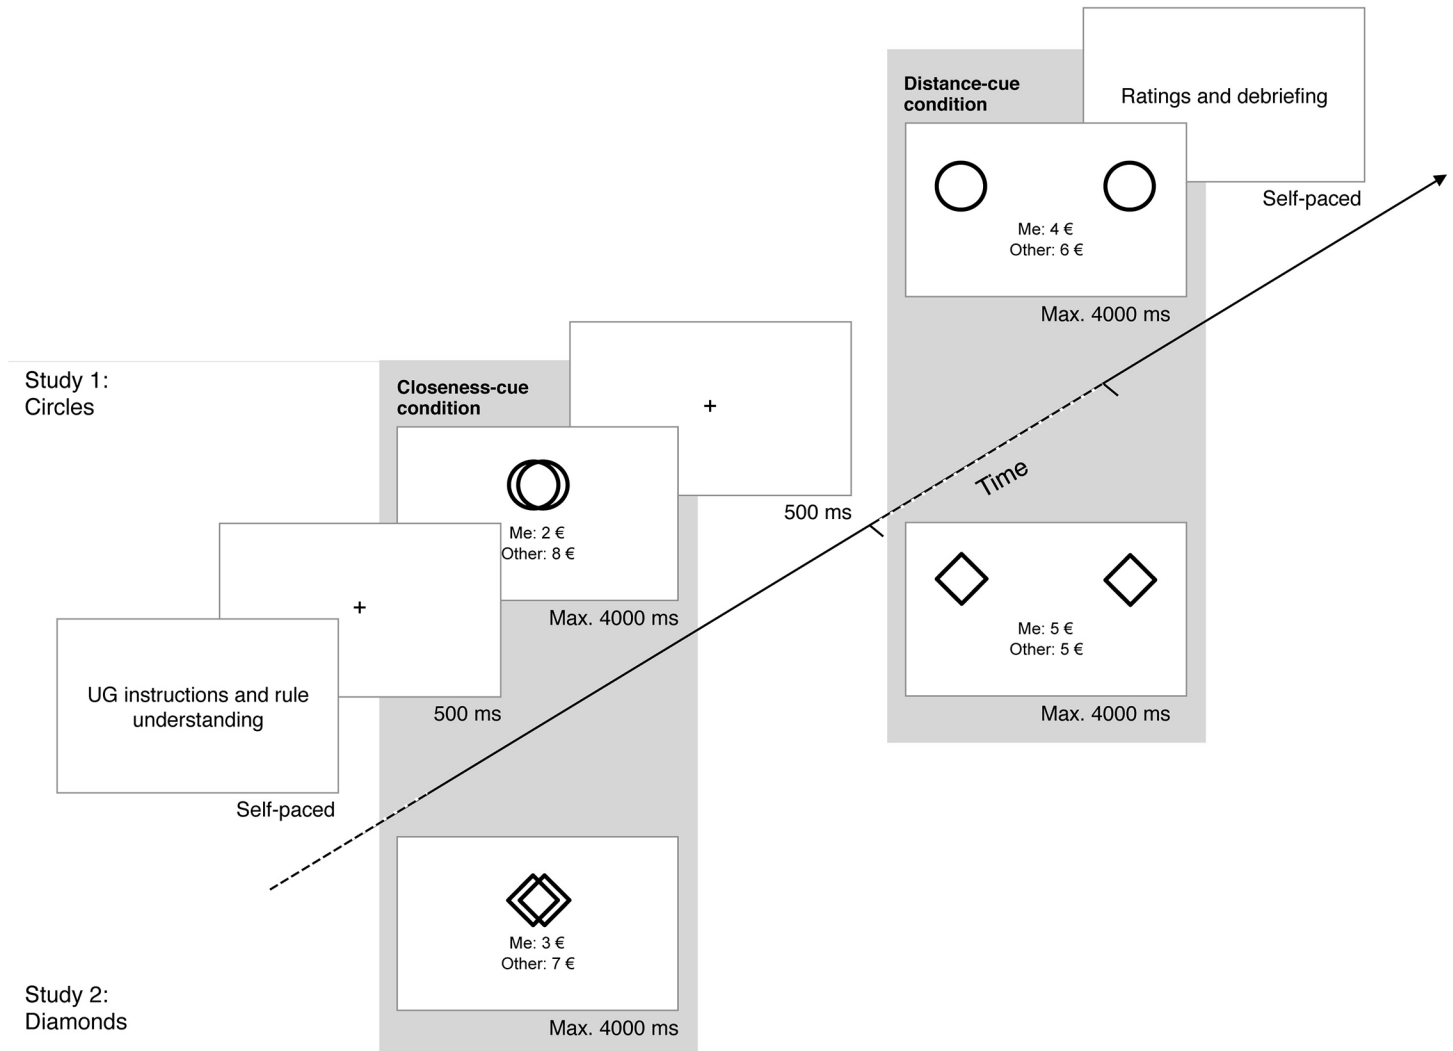 Ratings and debriefing
Self-paced
Distance-cue
condition
Me: 4 €
Other: 6 €
Max. 4000 ms
Study 1:
Circles
Closeness-cue
condition
+
500 ms
Me: 2 €
Other: 8 €
Max. 4000 ms
+
500 ms
UG instructions and rule
understanding
Self-paced
Time
Me: 5 €
Other: 5 €
Max. 4000 ms
Me: 3 €
Other: 7 €
Max. 4000 ms
Study 2:
Diamonds